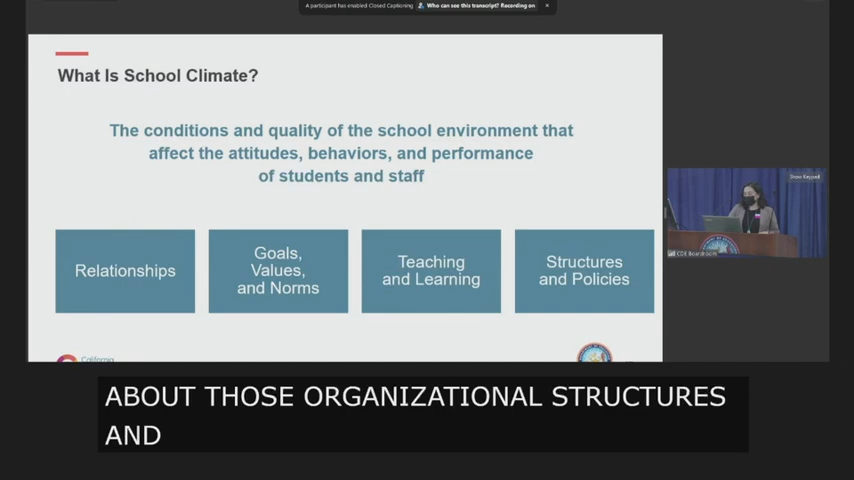 A participant has enabled Closed Captioning
Who can see this transcript? Recording on
What Is School Climate?
The conditions and quality of the school environment that
affect the attitudes, behaviors, and performance
of students and staff
Relationships
Goals,
Values,
and Norms
Teaching
and Learning
Structures
and Policies
California
CDE Boardroom
ABOUT THOSE ORGANIZATIONAL STRUCTURES
AND